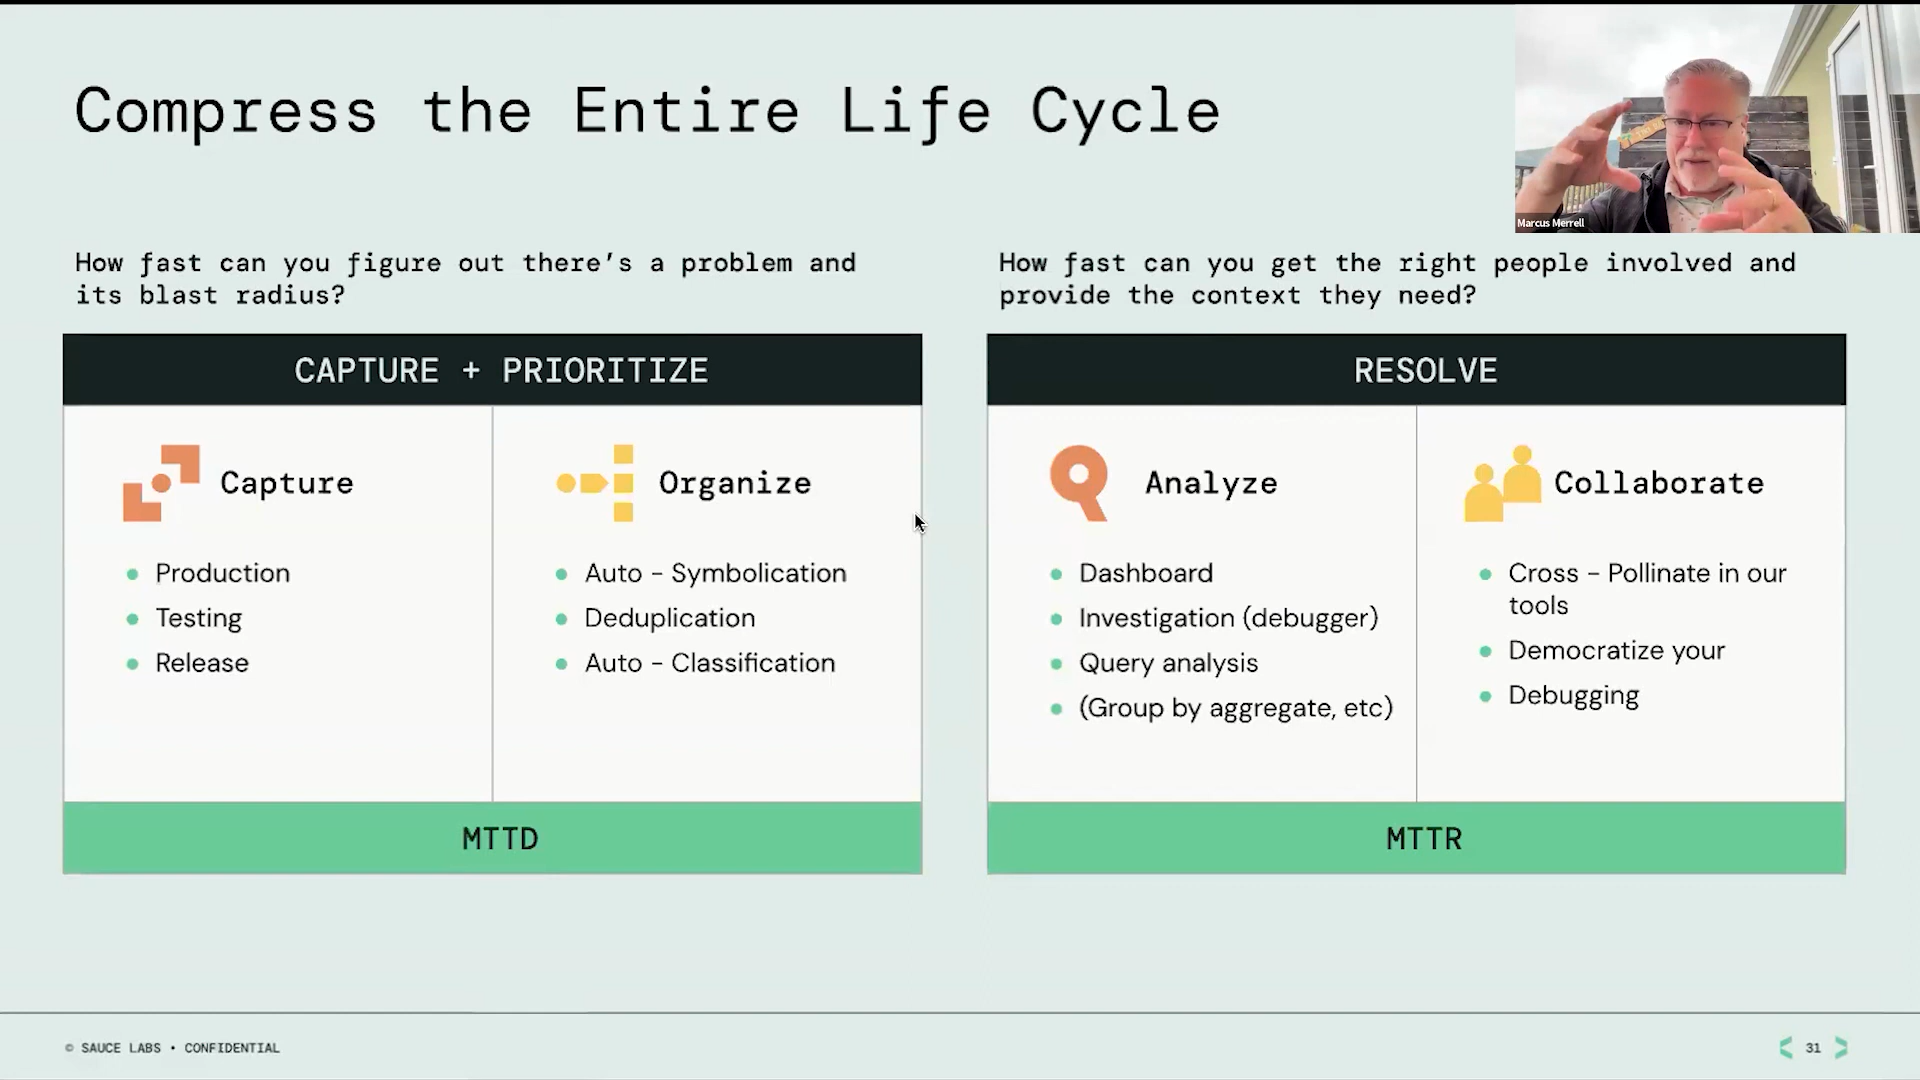 Compress the Entire Life Cycle
Marcus Merrell
How fast can you figure out there's a problem and
its blast radius?
CAPTURE + PRIORITIZE
Capture
• Production
• Testing
• Release
Organize
• Auto - Symbolication
• Deduplication
• Auto - Classification
MTTD
How fast can you get the right people involved and
provide the context they need?
RESOLVE
Analyze
• Dashboard
• Investigation (debugger)
• Query analysis
• (Group by aggregate, etc)
Collaborate
• Cross - Pollinate in our
tools
• Democratize your
• Debugging
MTTR
© SAUCE LABS • CONFIDENTIAL
< 31 >